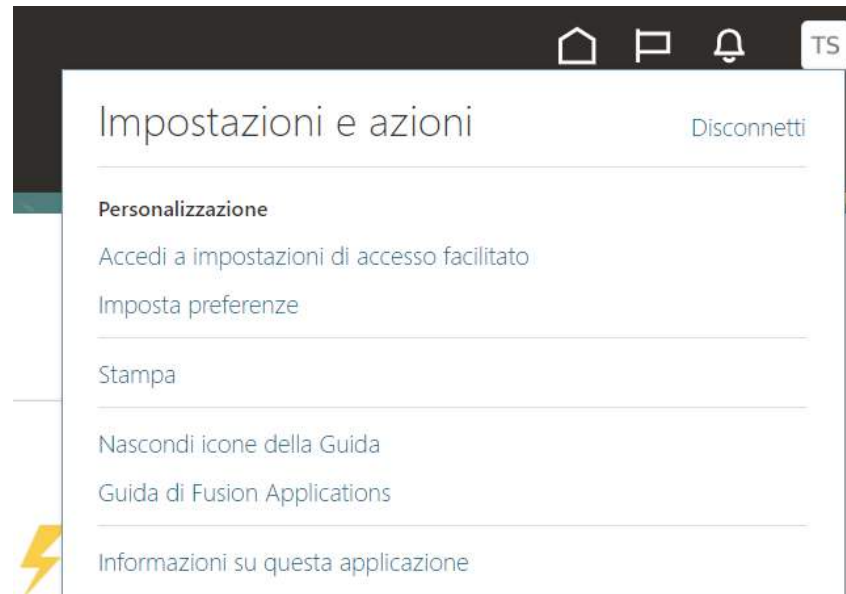 TS
Impostazioni e azioni
Disconnetti
Personalizzazione
Accedi a impostazioni di accesso facilitato
Imposta preferenze
Stampa
Nascondi icone della Guida
Guida di Fusion Applications
Informazioni su questa applicazione